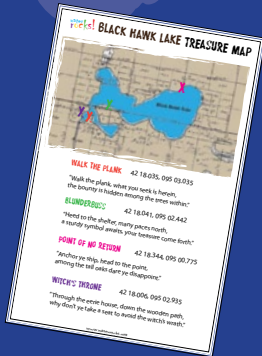 rocks!
BLACK HAWK LAKE TREASURE MAP
X
Black Hawk Lake
X
X
X
WALK THE PLANK 42 18.035, 095 03.035
"Walk the plank, what you seek is herein,
the bounty is hidden among the trees within."
BLUNDERBUSS 42 18.041, 095 02.442
"Heed to the shelter, many paces north,
a sturdy symbol awaits, your treasure come forth."
POINT OF NO RETURN 42 18.344, 095 00.775
"Anchor ye ship, head to the point,
among the tall oaks dare ye disappoint."
WITCH'S THRONE 42 18.006, 095 02.935
"Through the eerie house, down the wooden path,
why don't ye take a seat to avoid the witch's wrath."